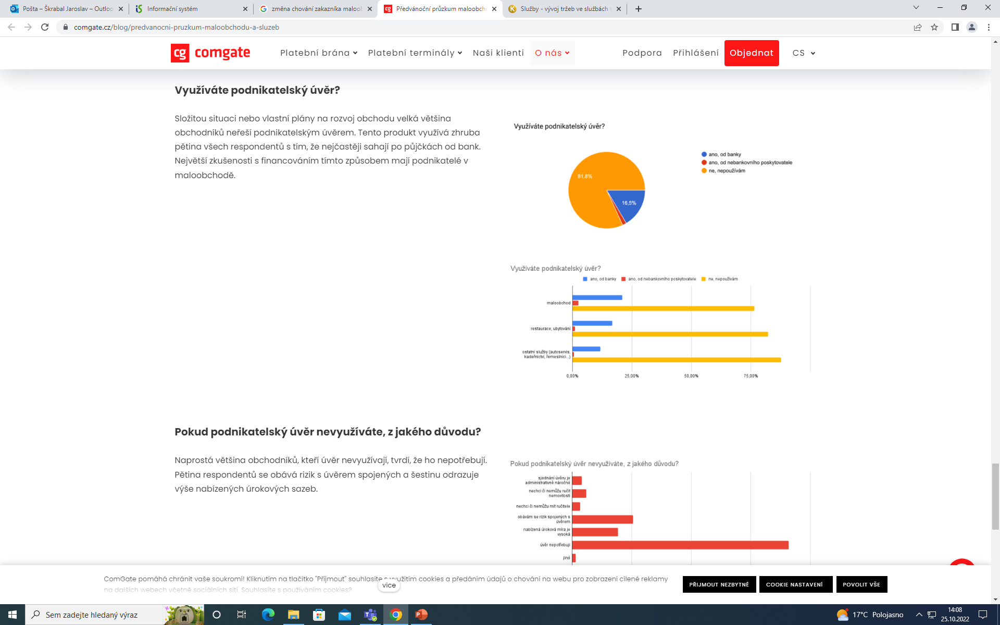 Pošta – Škrabal Jaroslav – Outloo
Informační systém
změna chování zakazníka maloob
Předvánoční průzkum maloobcho
Služby - vývoj tržeb ve službách
comgate.cz/blog/predvanocni-pruzkum-maloobchodu-a-sluzeb
cg comgate
Platební brána
Platební terminály
Naši klienti
O nás
Podpora
Přihlášení
Objednat
CS
Využíváte podnikatelský úvěr?
Složitou situaci nebo vlastní plány na rozvoj obchodu velká většina
obchodníků neřeší podnikatelským úvěrem. Tento produkt využívá zhruba
pětina všech respondentů s tím, že nejčastěji sahají po půjčkách od bank.
Největší zkušenosti s financováním tímto způsobem mají podnikatelé v
maloobchodě.
Využíváte podnikatelský úvěr?
ano, od banky
ano, od nebankovního poskytovatele
ne, nepoužívám
81,8%
16,5%
Využíváte podnikatelský úvěr?
ano, od banky
ano, od nebankovního poskytovatele
ne, nepoužívám
maloobchod
restaurace, ubytování
ostatní služby (autoservis,
kadeřnictví, řemeslníci...)
0,00%
25,00%
50,00%
75,00%
Pokud podnikatelský úvěr nevyužíváte, z jakého důvodu?
Naprostá většina obchodníků, kteří úvěr nevyužívají, tvrdí, že ho nepotřebují.
Pětina respondentů se obává rizik s úvěrem spojených a šestinu odrazuje
výše nabízených úrokových sazeb.
Pokud podnikatelský úvěr nevyužíváte, z jakého důvodu?
sjednání úvěru je
administrativně náročné
nechci či nemůžu ručit
nemovitostí
nechci či nemůžu mít ručitele
obávám se rizik spojených s
úvěrem
nabízená úroková míra je
vysoká
úvěr nepotřebuji
jiné
ComGate pomáhá chránit vaše soukromí! Kliknutím na tlačítko "Přijmout" souhlasíte s využitím cookies a předáním údajů o chování na webu pro zobrazení cílené reklamy
na dalších webech včetně sociálních sítí. Souhlasíte s používáním cookies?
více
PŘIJMOUT NEZBYTNÉ
COOKIE NASTAVENÍ
POVOLIT VŠE
Sem zadejte hledaný výraz
17°C Polojasno
14:08
25.10.2022